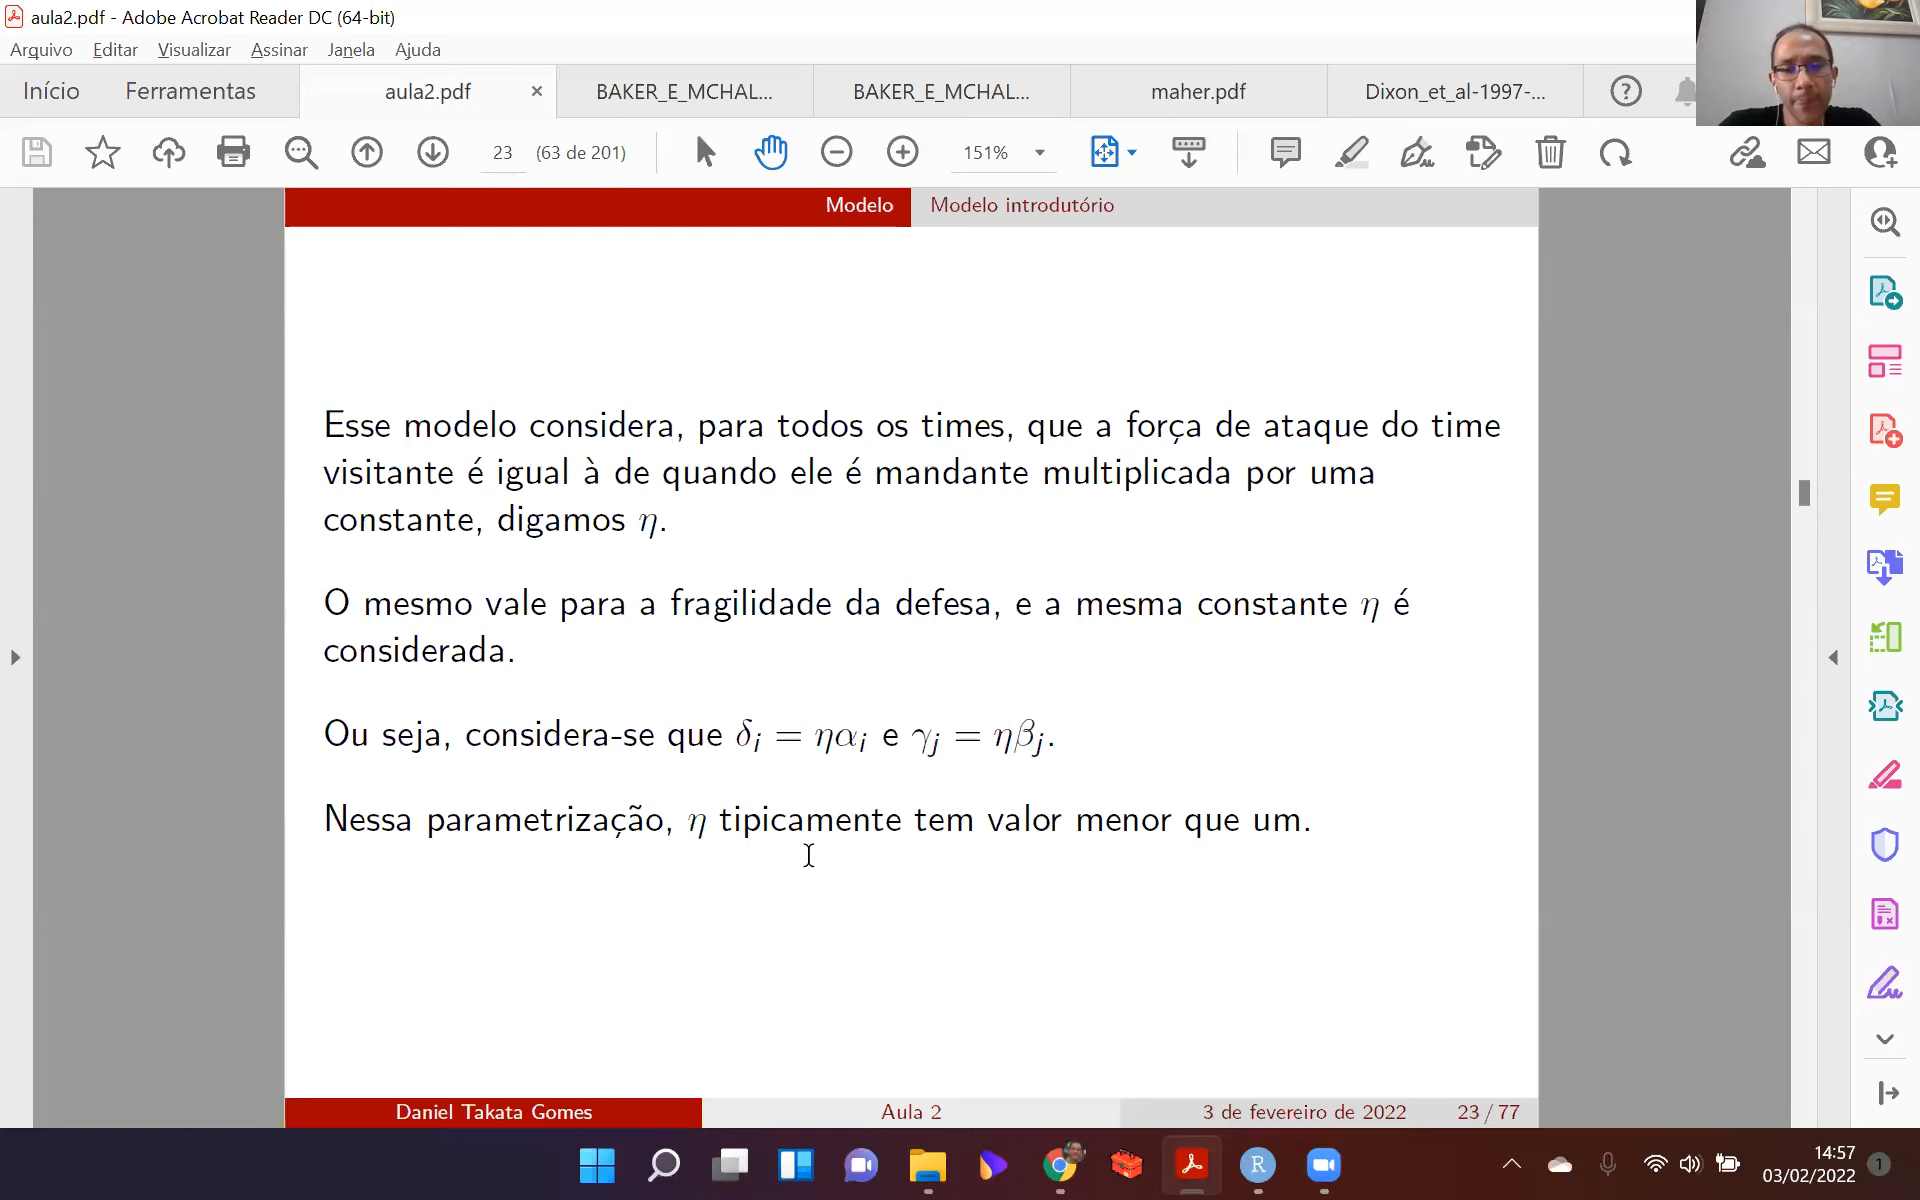 aula2.pdf - Adobe Acrobat Reader DC (64-bit)
Arquivo Editar Visualizar Assinar Janela Ajuda
Início Ferramentas aula2.pdf × BAKER_E_MCHAL... BAKER_E_MCHAL... maher.pdf Dixon_et_al-1997-...
23 (63 de 201) 151%
Modelo Modelo introdutório
Esse modelo considera, para todos os times, que a força de ataque do time
visitante é igual à de quando ele é mandante multiplicada por uma
constante, digamos η.
O mesmo vale para a fragilidade da defesa, e a mesma constante η é
considerada.
Ou seja, considera-se que δᵢ = ηαᵢ e γⱼ = ηβⱼ.
Nessa parametrização, η tipicamente tem valor menor que um.
Daniel Takata Gomes Aula 2 3 de fevereiro de 2022 23 / 77
14:57
03/02/2022 1